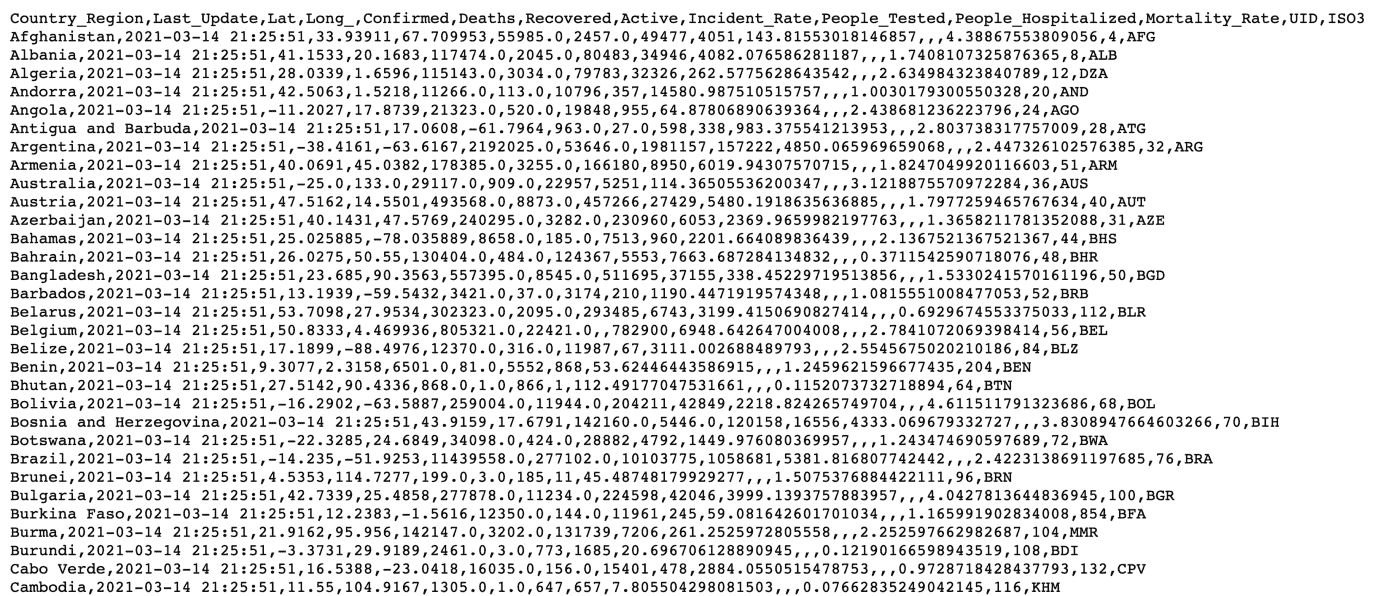 Country_Region,Last_Update,Lat,Long_,Confirmed,Deaths,Recovered,Active,Incident_Rate,People_Tested,People_Hospitalized,Mortality_Rate,UID,ISO3
Afghanistan,2021-03-14 21:25:51,33.93911,67.709953,55985.0,2457.0,49477,4051,143.81553018146857,,,4.38867553809056,4,AFG
Albania,2021-03-14 21:25:51,41.1533,20.1683,117474.0,2045.0,80483,34946,4082.076586281187,,,1.7408107325876365,8,ALB
Algeria,2021-03-14 21:25:51,28.0339,1.6596,115143.0,3034.0,79783,32326,262.5775628643542,,,2.634984323840789,12,DZA
Andorra,2021-03-14 21:25:51,42.5063,1.5218,11266.0,113.0,10796,357,14580.987510515757,,,1.0030179300550328,20,AND
Angola,2021-03-14 21:25:51,-11.2027,17.8739,21323.0,520.0,19848,955,64.87806890639364,,,2.438681236223796,24,AGO
Antigua and Barbuda,2021-03-14 21:25:51,17.0608,-61.7964,963.0,27.0,598,338,983.375541213953,,,2.803738317757009,28,ATG
Argentina,2021-03-14 21:25:51,-38.4161,-63.6167,2192025.0,53646.0,1981157,157222,4850.065969659068,,,2.447326102576385,32,ARG
Armenia,2021-03-14 21:25:51,40.0691,45.0382,178385.0,3255.0,166180,8950,6019.94307570715,,,1.8247049920116603,51,ARM
Australia,2021-03-14 21:25:51,-25.0,133.0,29117.0,909.0,22957,5251,114.36505536200347,,,3.1218875570972284,36,AUS
Austria,2021-03-14 21:25:51,47.5162,14.5501,493568.0,8873.0,457266,27429,5480.1918635636885,,,1.7977259465767634,40,AUT
Azerbaijan,2021-03-14 21:25:51,40.1431,47.5769,240295.0,3282.0,230960,6053,2369.9659982197763,,,1.3658211781352088,31,AZE
Bahamas,2021-03-14 21:25:51,25.025885,-78.035889,8658.0,185.0,7513,960,2201.664089836439,,,2.1367521367521367,44,BHS
Bahrain,2021-03-14 21:25:51,26.0275,50.55,130404.0,484.0,124367,5553,7663.687284134832,,,0.3711542590718076,48,BHR
Bangladesh,2021-03-14 21:25:51,23.685,90.3563,557395.0,8545.0,511695,37155,338.45229719513856,,,1.5330241570161196,50,BGD
Barbados,2021-03-14 21:25:51,13.1939,-59.5432,3421.0,37.0,3174,210,1190.4471919574348,,,1.0815551008477053,52,BRB
Belarus,2021-03-14 21:25:51,53.7098,27.9534,302323.0,2095.0,293485,6743,3199.4150690827414,,,0.6929674553375033,112,BLR
Belgium,2021-03-14 21:25:51,50.8333,4.469936,805321.0,22421.0,,782900,6948.642647004008,,,2.7841072069398414,56,BEL
Belize,2021-03-14 21:25:51,17.1899,-88.4976,12370.0,316.0,11987,67,3111.002688489793,,,2.5545675020210186,84,BLZ
Benin,2021-03-14 21:25:51,9.3077,2.3158,6501.0,81.0,5552,868,53.62446443586915,,,1.2459621596677435,204,BEN
Bhutan,2021-03-14 21:25:51,27.5142,90.4336,868.0,1.0,866,1,112.49177047531661,,,0.1152073732718894,64,BTN
Bolivia,2021-03-14 21:25:51,-16.2902,-63.5887,259004.0,11944.0,204211,42849,2218.824265749704,,,4.611511791323686,68,BOL
Bosnia and Herzegovina,2021-03-14 21:25:51,43.9159,17.6791,142160.0,5446.0,120158,16556,4333.069679332727,,,3.8308947664603266,70,BIH
Botswana,2021-03-14 21:25:51,-22.3285,24.6849,34098.0,424.0,28882,4792,1449.976080369957,,,1.243474690597689,72,BWA
Brazil,2021-03-14 21:25:51,-14.235,-51.9253,11439558.0,277102.0,10103775,1058681,5381.816807742442,,,2.4223138691197685,76,BRA
Brunei,2021-03-14 21:25:51,4.5353,114.7277,199.0,3.0,185,11,45.48748179929277,,,1.5075376884422111,96,BRN
Bulgaria,2021-03-14 21:25:51,42.7339,25.4858,277878.0,11234.0,224598,42046,3999.1393757883957,,,4.0427813644836945,100,BGR
Burkina Faso,2021-03-14 21:25:51,12.2383,-1.5616,12350.0,144.0,11961,245,59.081642601701034,,,1.165991902834008,854,BFA
Burma,2021-03-14 21:25:51,21.9162,95.956,142147.0,3202.0,131739,7206,261.2525972805558,,,2.252597662982687,104,MMR
Burundi,2021-03-14 21:25:51,-3.3731,29.9189,2461.0,3.0,773,1685,20.696706128890945,,,0.12190166598943519,108,BDI
Cabo Verde,2021-03-14 21:25:51,16.5388,-23.0418,16035.0,156.0,15401,478,2884.0550515478753,,,0.9728718428437793,132,CPV
Cambodia,2021-03-14 21:25:51,11.55,104.9167,1305.0,1.0,647,657,7.805504298081503,,,0.07662835249042145,116,KHM